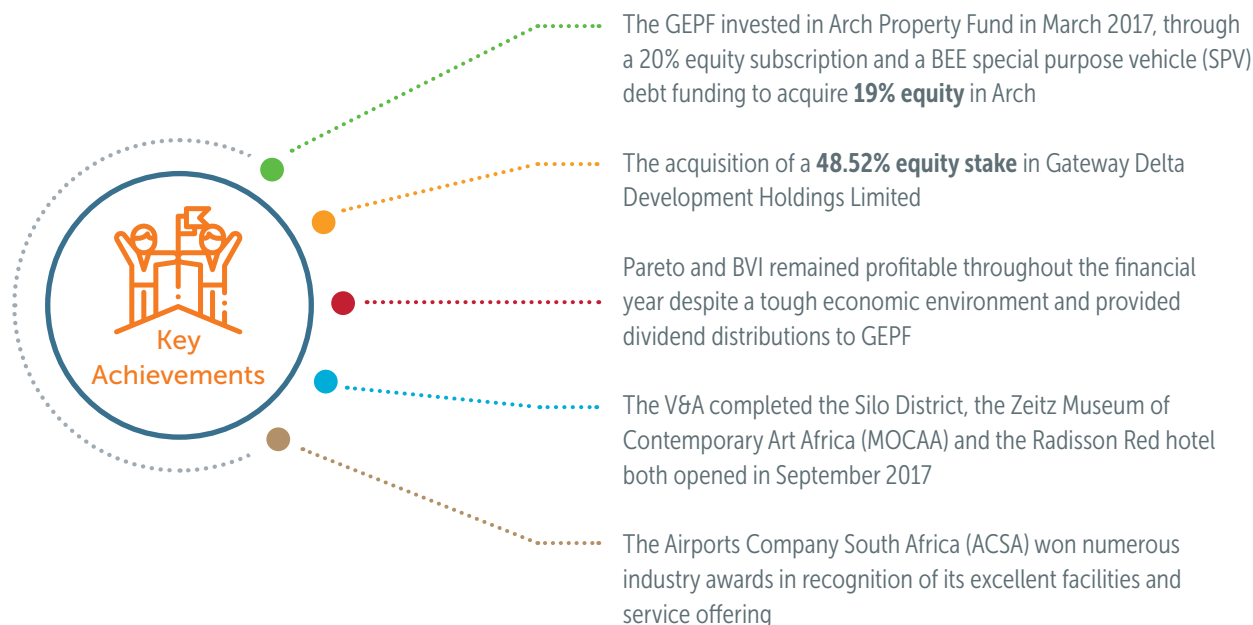 The GEPF invested in Arch Property Fund in March 2017, through
a 20% equity subscription and a BEE special purpose vehicle (SPV)
debt funding to acquire 19% equity in Arch
The acquisition of a 48.52% equity stake in Gateway Delta
Development Holdings Limited
Key
Achievements
Pareto and BVI remained profitable throughout the financial
year despite a tough economic environment and provided
dividend distributions to GEPF
The V&A completed the Silo District, the Zeitz Museum of
Contemporary Art Africa (MOCAA) and the Radisson Red hotel
both opened in September 2017
The Airports Company South Africa (ACSA) won numerous
industry awards in recognition of its excellent facilities and
service offering